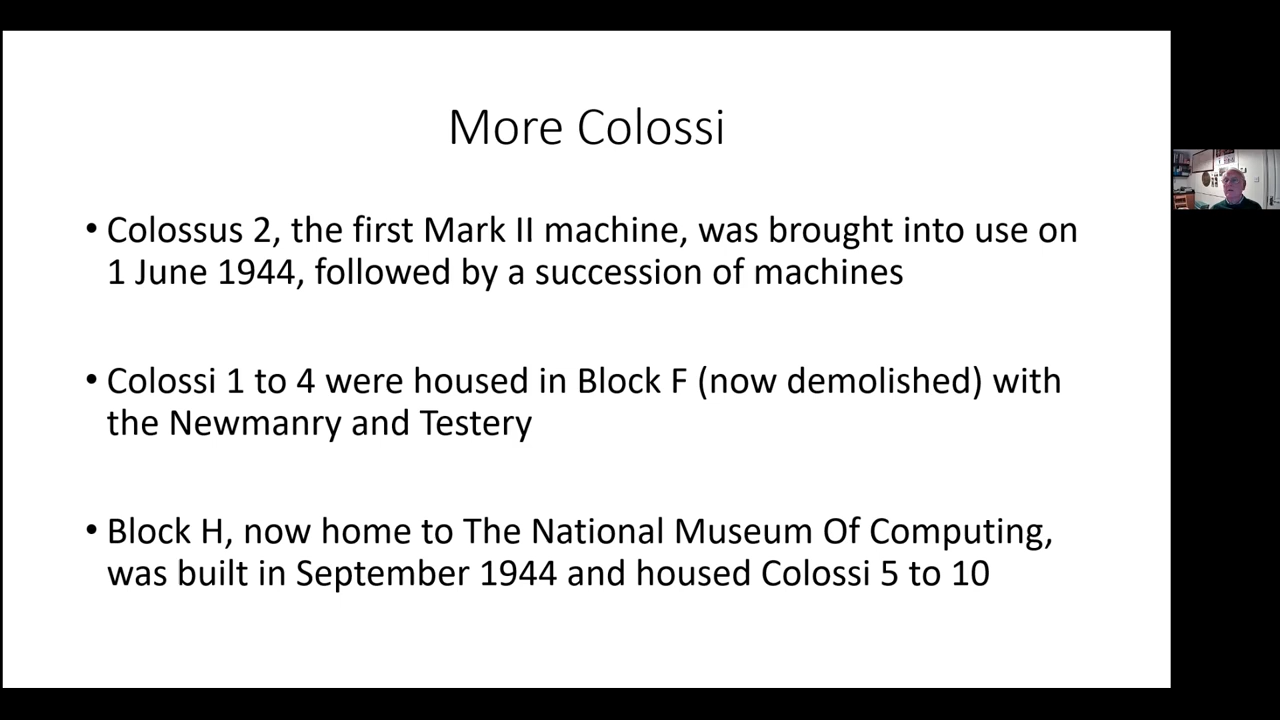 More Colossi
• Colossus 2, the first Mark II machine, was brought into use on
1 June 1944, followed by a succession of machines
• Colossi 1 to 4 were housed in Block F (now demolished) with
the Newmanry and Testery
• Block H, now home to The National Museum Of Computing,
was built in September 1944 and housed Colossi 5 to 10